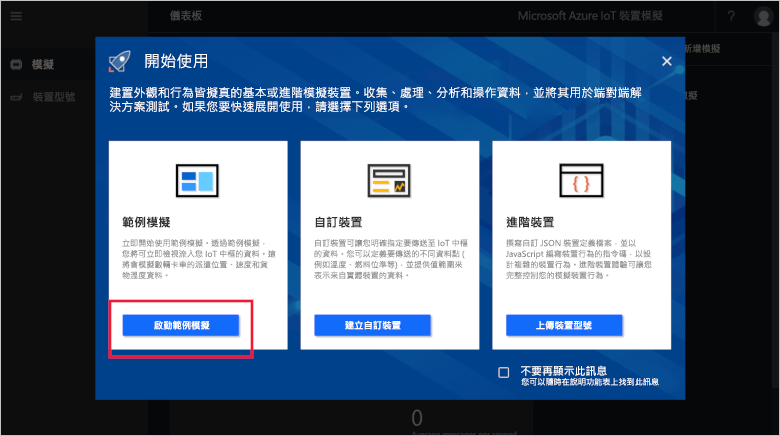 儀表板
Microsoft Azure IoT 裝置模擬
?
新增模擬
模擬
裝置型號
開始使用
建置外觀和行為皆擬真的基本或進階模擬裝置。收集、處理、分析和操作資料，並將其用於端對端解
決方案測試。如果您要快速展開使用，請選擇下列選項。
範例模擬
立即開始使用範例模擬。透過範例模擬，
您將可立即檢視流入您 IoT 中樞的資料。這
將會模擬數輛卡車的派遣位置、速度和貨
物溫度資料。
啟動範例模擬
自訂裝置
自訂裝置可讓您明確指定要傳送至 IoT 中樞
的資料。您可以定義要傳送的不同資料點 (
例如溫度、燃料位準等)，並提供值範圍來
表示來自實體裝置的資料。
建立自訂裝置
進階裝置
撰寫自訂 JSON 裝置定義檔案，並以
JavaScript 編寫裝置行為的指令碼，以設
計複雜的裝置行為。進階裝置體驗可讓您
完整控制您的模擬裝置行為。
上傳裝置型號
不要再顯示此訊息
您可以隨時在說明功能表上找到此訊息
0